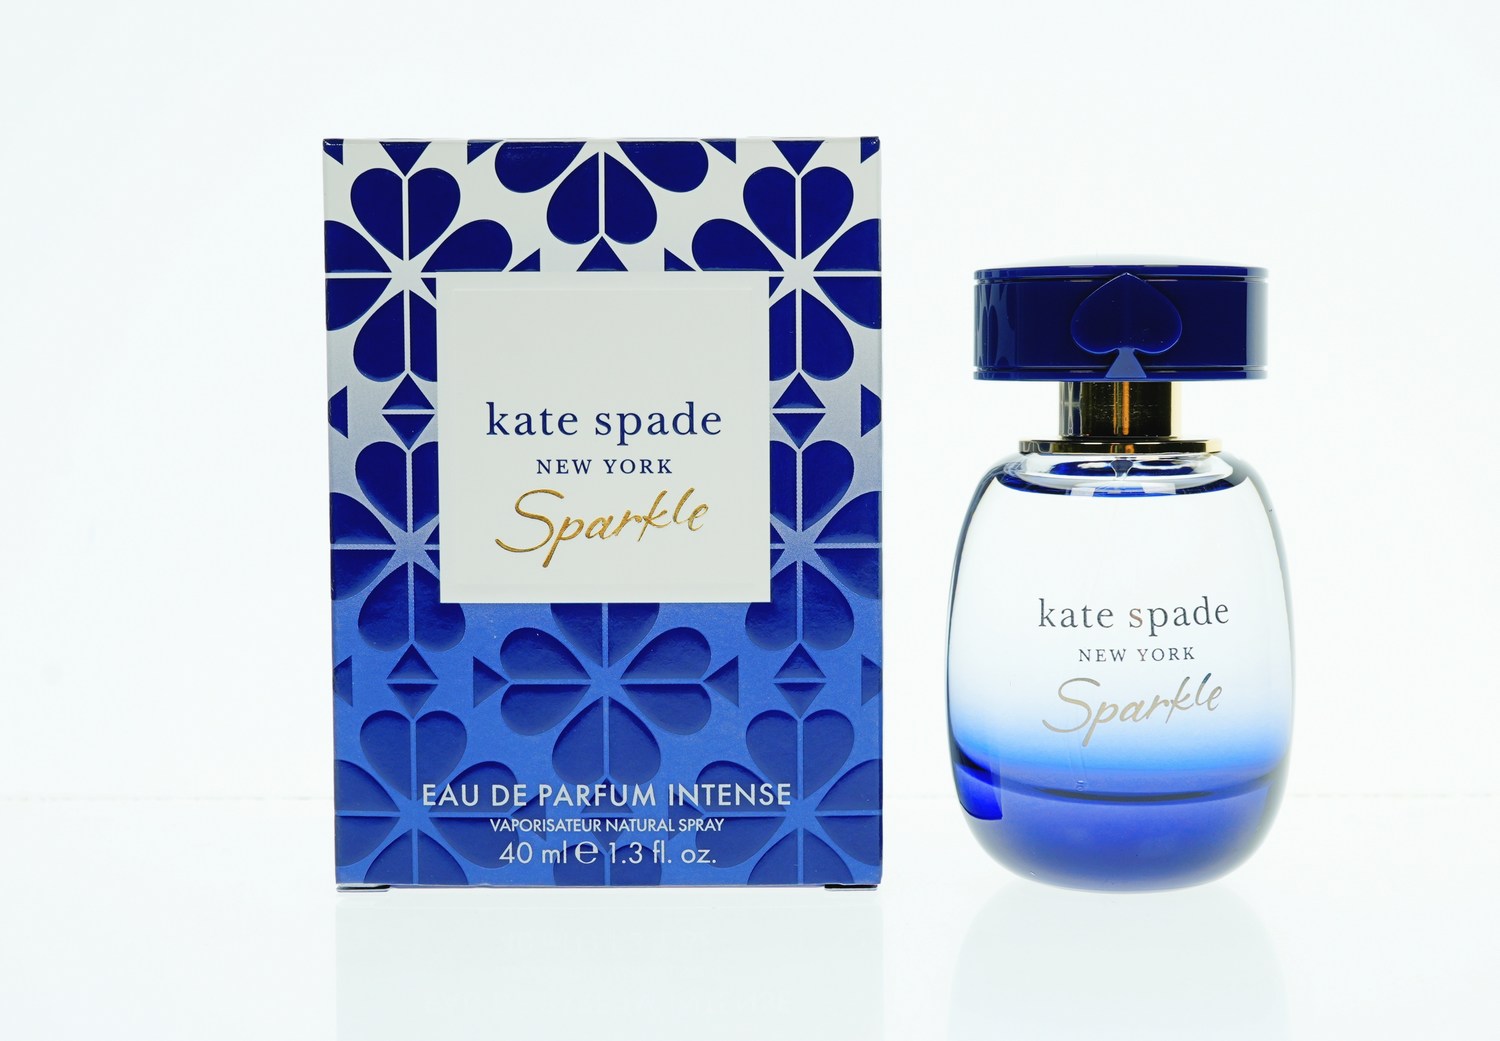 kate spade
NEW YORK
Sparkle
EAU DE PARFUM INTENSE
VAPORISATEUR NATURAL SPRAY
40 ml ℮ 1.3 fl. oz.
kate spade
NEW YORK
Sparkle